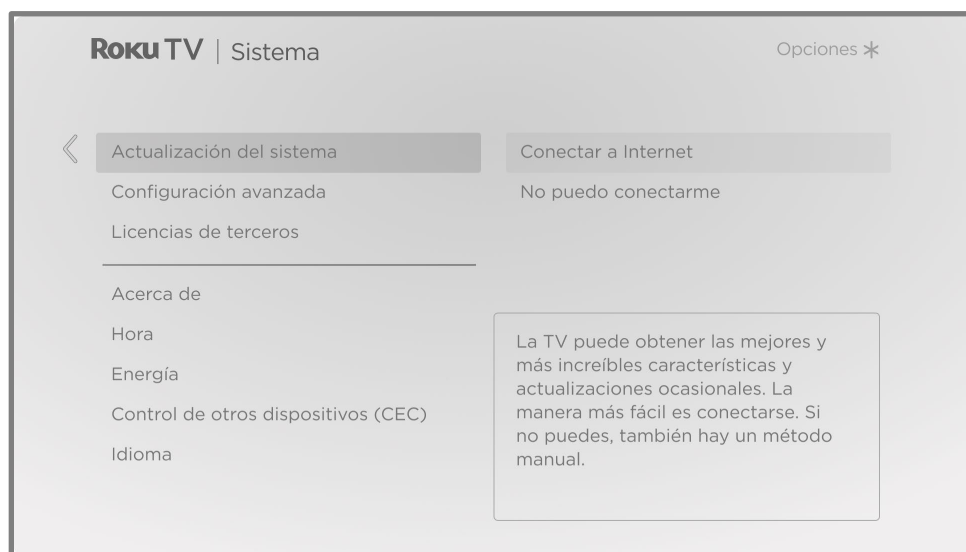 Roku TV | Sistema
Opciones *
Actualización del sistema
Configuración avanzada
Licencias de terceros
Acerca de
Hora
Energía
Control de otros dispositivos (CEC)
Idioma
Conectar a Internet
No puedo conectarme
La TV puede obtener las mejores y
más increíbles características y
actualizaciones ocasionales. La
manera más fácil es conectarse. Si
no puedes, también hay un método
manual.